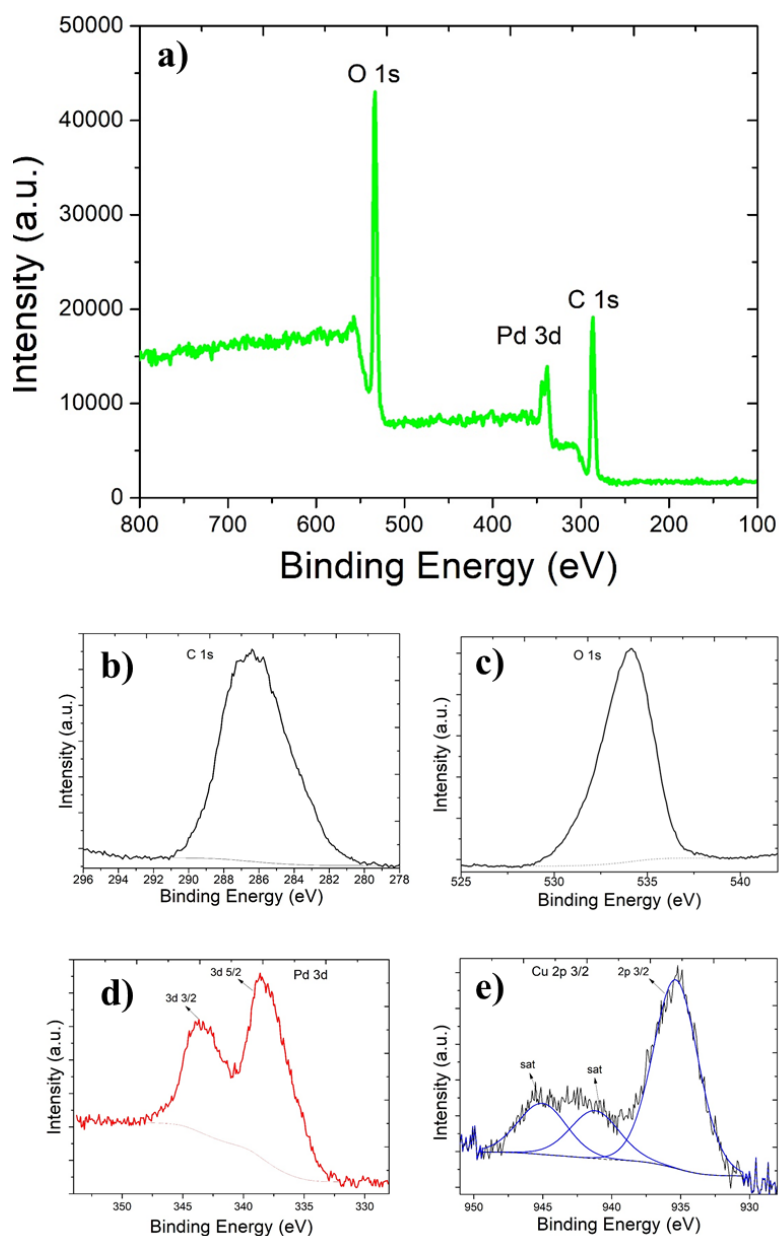 a)
O 1s
Pd 3d
C 1s
50000
40000
30000
20000
10000
0
Intensity (a.u.)
800 700 600 500 400 300 200 100
Binding Energy (eV)
b)
C 1s
Intensity (a.u.)
296 294 292 290 288 286 284 282 280 278
Binding Energy (eV)
c)
O 1s
Intensity (a.u.)
525 530 535 540
Binding Energy (eV)
d)
3d 5/2
Pd 3d
3d 3/2
Intensity (a.u.)
350 345 340 335 330
Binding Energy (eV)
e)
Cu 2p 3/2
2p 3/2
sat
sat
Intensity (a.u.)
950 945 940 935 930
Binding Energy (eV)